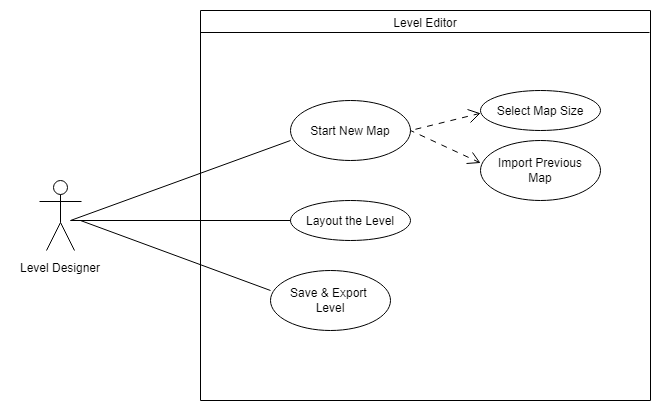 Level Editor
Select Map Size
Start New Map
Import Previous
Map
Layout the Level
Level Designer
Save & Export
Level